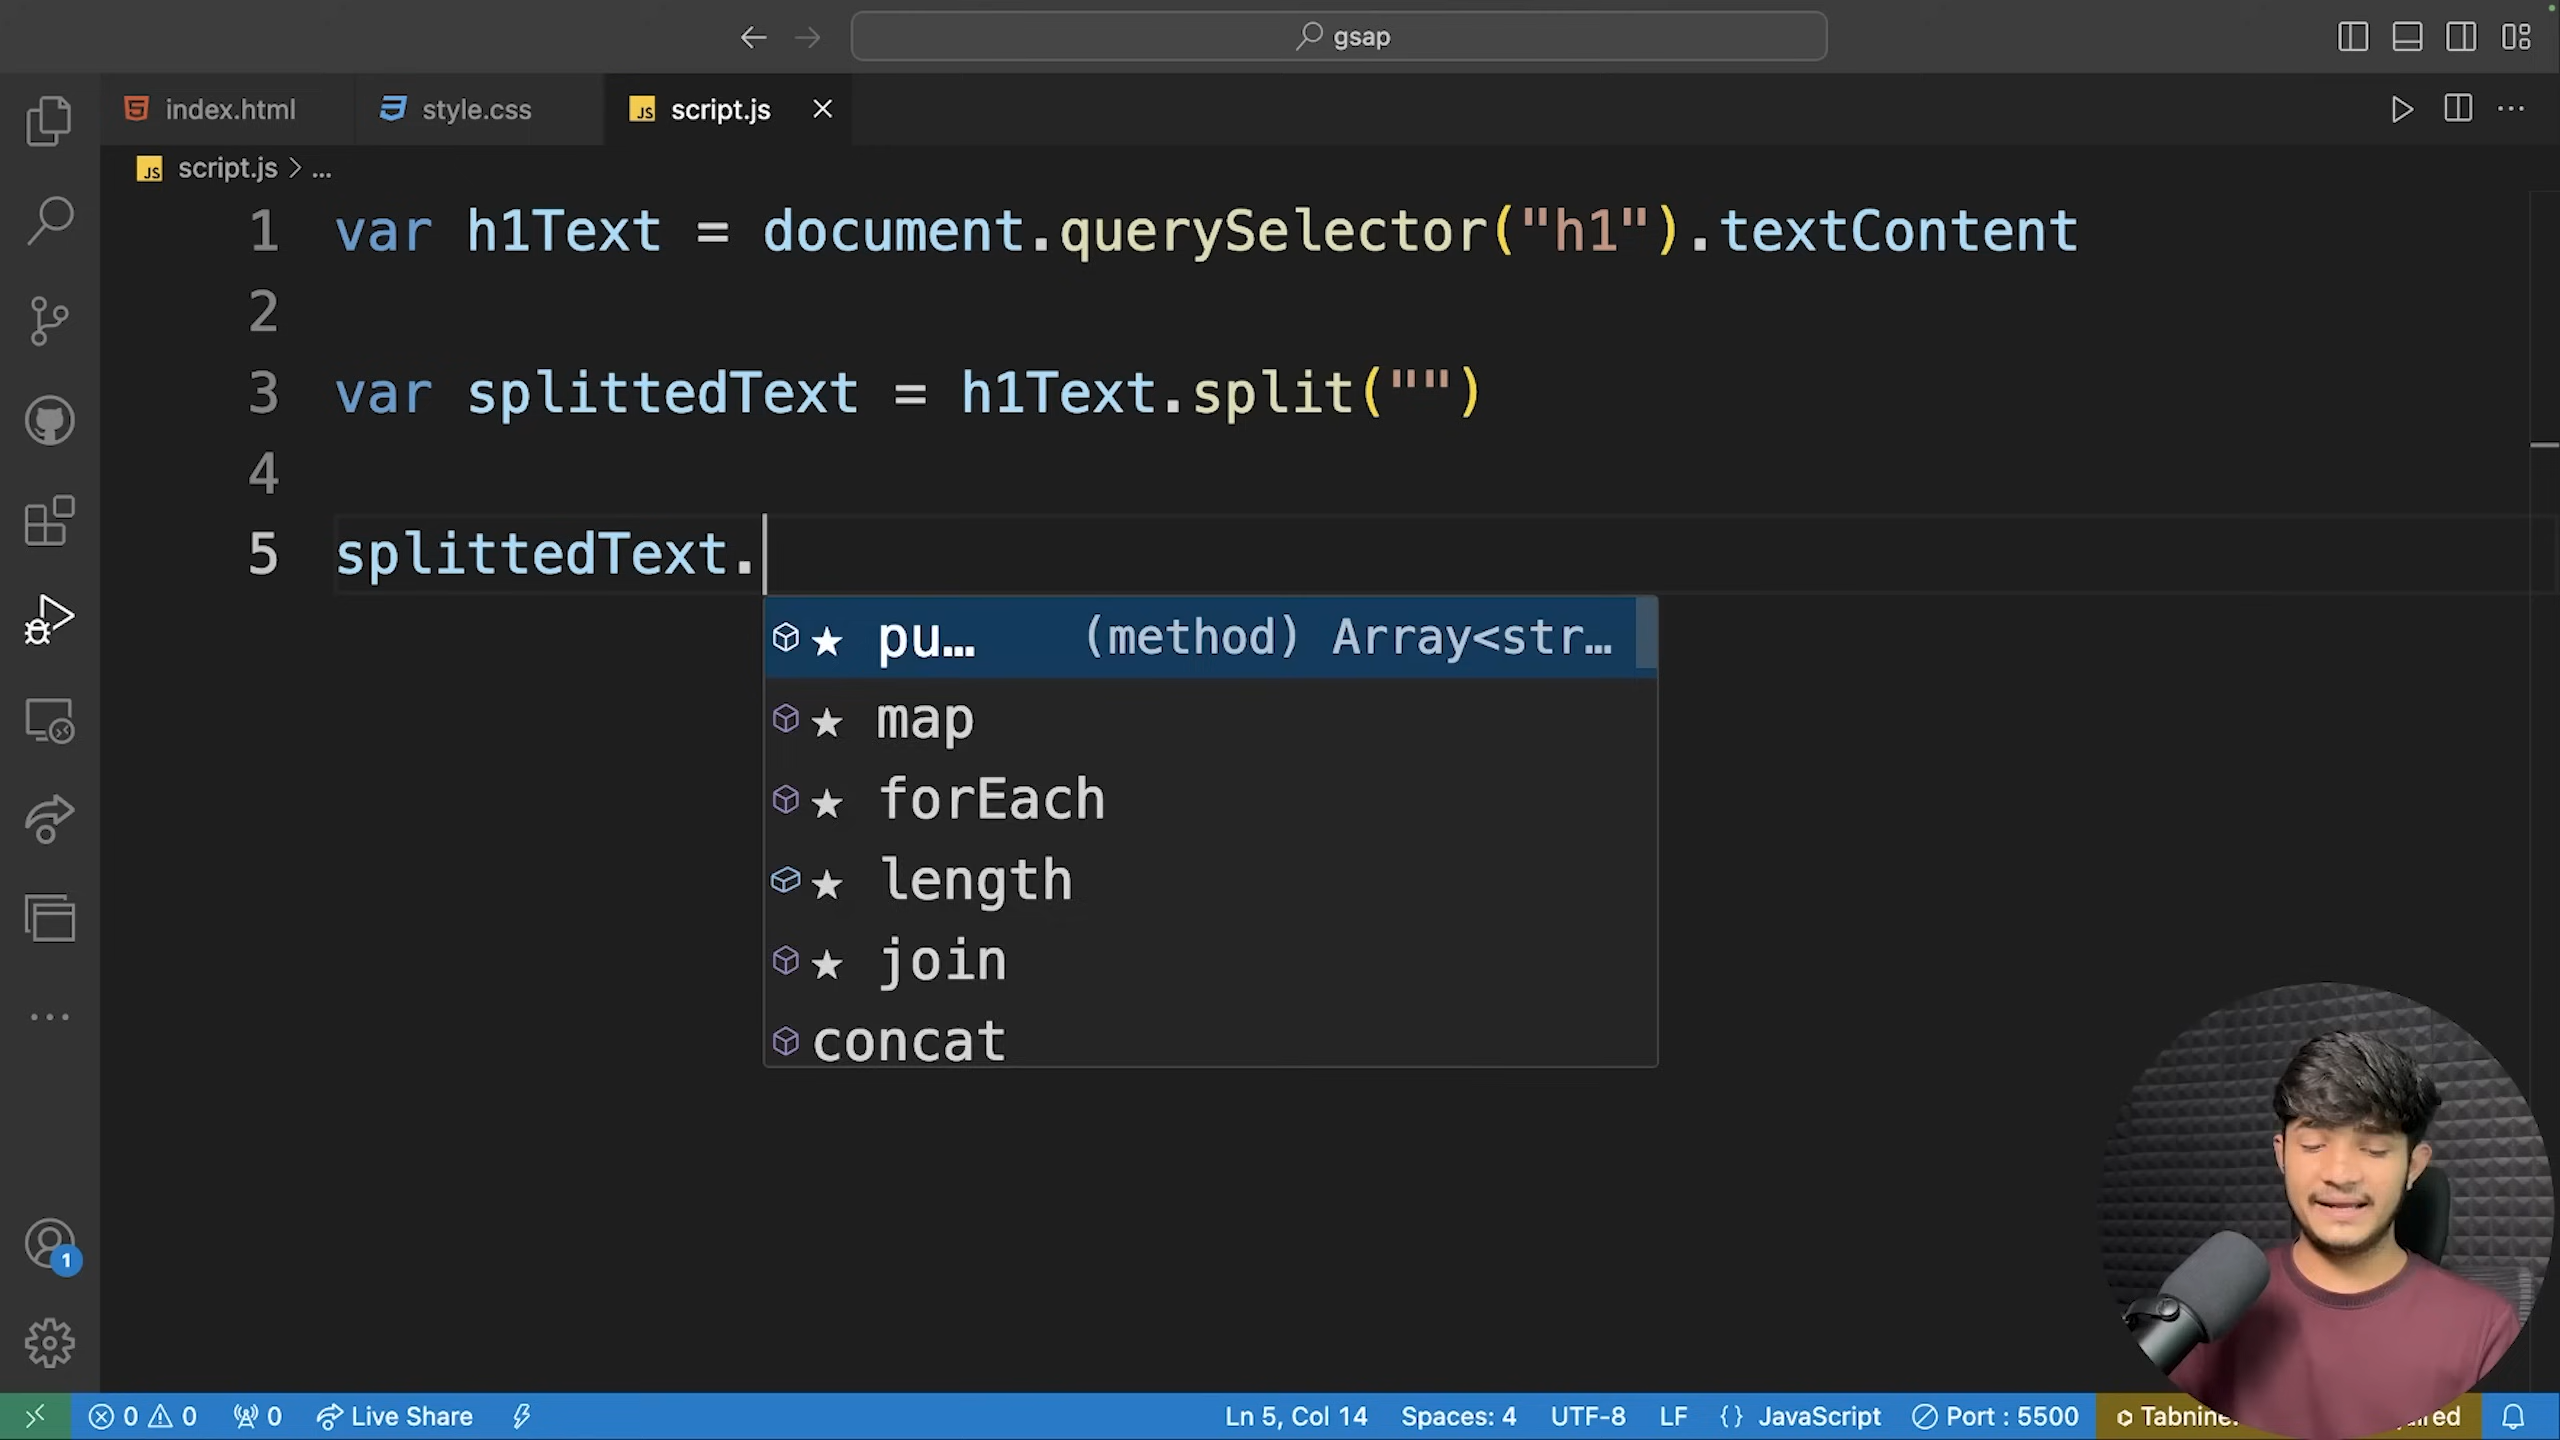 gsap
index.html
style.css
script.js
script.js > ...
1 var h1Text = document.querySelector("h1").textContent
2
3 var splittedText = h1Text.split("")
4
5 splittedText.
★ pu… (method) Array<str…
★ map
★ forEach
★ length
★ join
concat
1
0 0 0 Live Share Ln 5, Col 14 Spaces: 4 UTF-8 LF {} JavaScript Port : 5500 Tabnine: